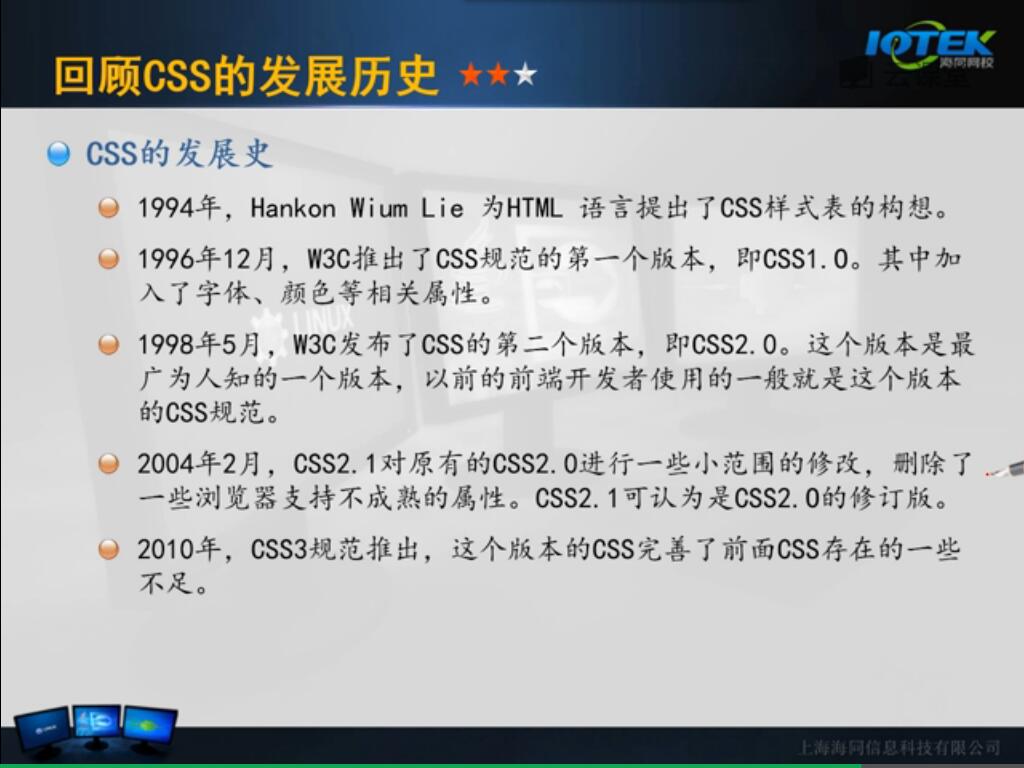 回顾CSS的发展历史
IOTEK
海同网校
云课堂
CSS的发展史
1994年，Hankon Wium Lie 为HTML 语言提出了CSS样式表的构想。
1996年12月，W3C推出了CSS规范的第一个版本，即CSS1.0。其中加
入了字体、颜色等相关属性。
LINUX
1998年5月，W3C发布了CSS的第二个版本，即CSS2.0。这个版本是最
广为人知的一个版本，以前的前端开发者使用的一般就是这个版本
的CSS规范。
2004年2月，CSS2.1对原有的CSS2.0进行一些小范围的修改，删除了
一些浏览器支持不成熟的属性。CSS2.1可认为是CSS2.0的修订版。
2010年，CSS3规范推出，这个版本的CSS完善了前面CSS存在的一些
不足。
上海海同信息科技有限公司